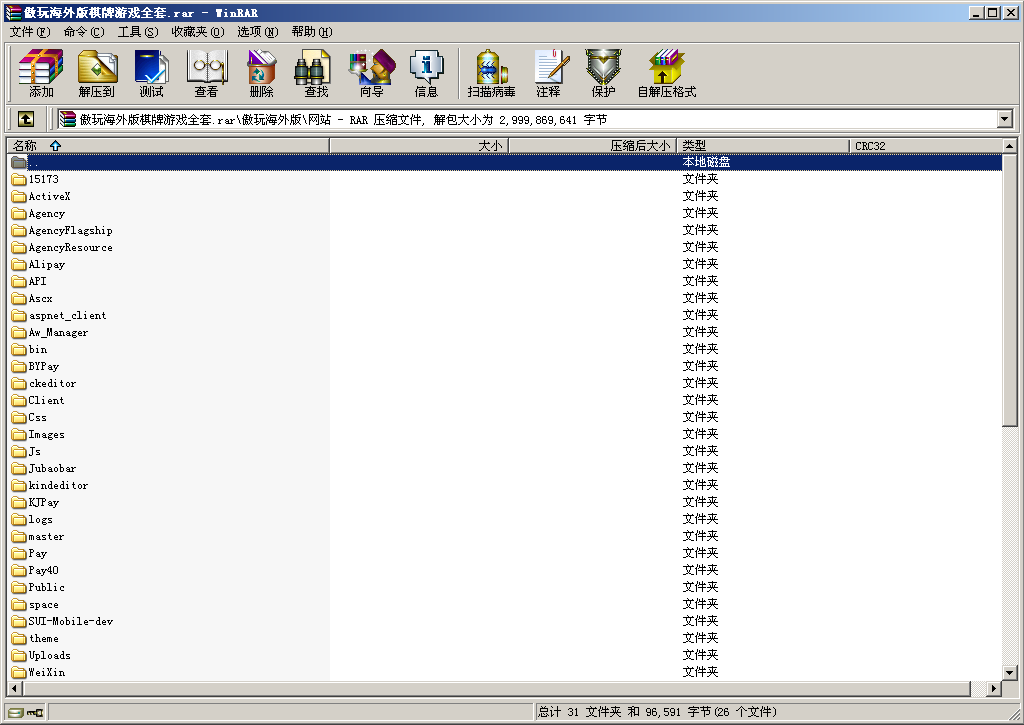 傲玩海外版棋牌游戏全套.rar - WinRAR
文件(F) 命令(C) 工具(S) 收藏夹(O) 选项(N) 帮助(H)
添加 解压到 测试 查看 删除 查找 向导 信息 扫描病毒 注释 保护 自解压格式
傲玩海外版棋牌游戏全套.rar\傲玩海外版\网站 - RAR 压缩文件, 解包大小为 2,999,869,641 字节
名称 大小 压缩后大小 类型 CRC32
.. 本地磁盘
15173 文件夹
ActiveX 文件夹
Agency 文件夹
AgencyFlagship 文件夹
AgencyResource 文件夹
Alipay 文件夹
API 文件夹
Ascx 文件夹
aspnet_client 文件夹
Aw_Manager 文件夹
bin 文件夹
BYPay 文件夹
ckeditor 文件夹
Client 文件夹
Css 文件夹
Images 文件夹
Js 文件夹
Jubaobar 文件夹
kindeditor 文件夹
KJPay 文件夹
logs 文件夹
master 文件夹
Pay 文件夹
Pay40 文件夹
Public 文件夹
space 文件夹
SUI-Mobile-dev 文件夹
theme 文件夹
Uploads 文件夹
WeiXin 文件夹
总计 31 文件夹 和 96,591 字节(26 个文件)